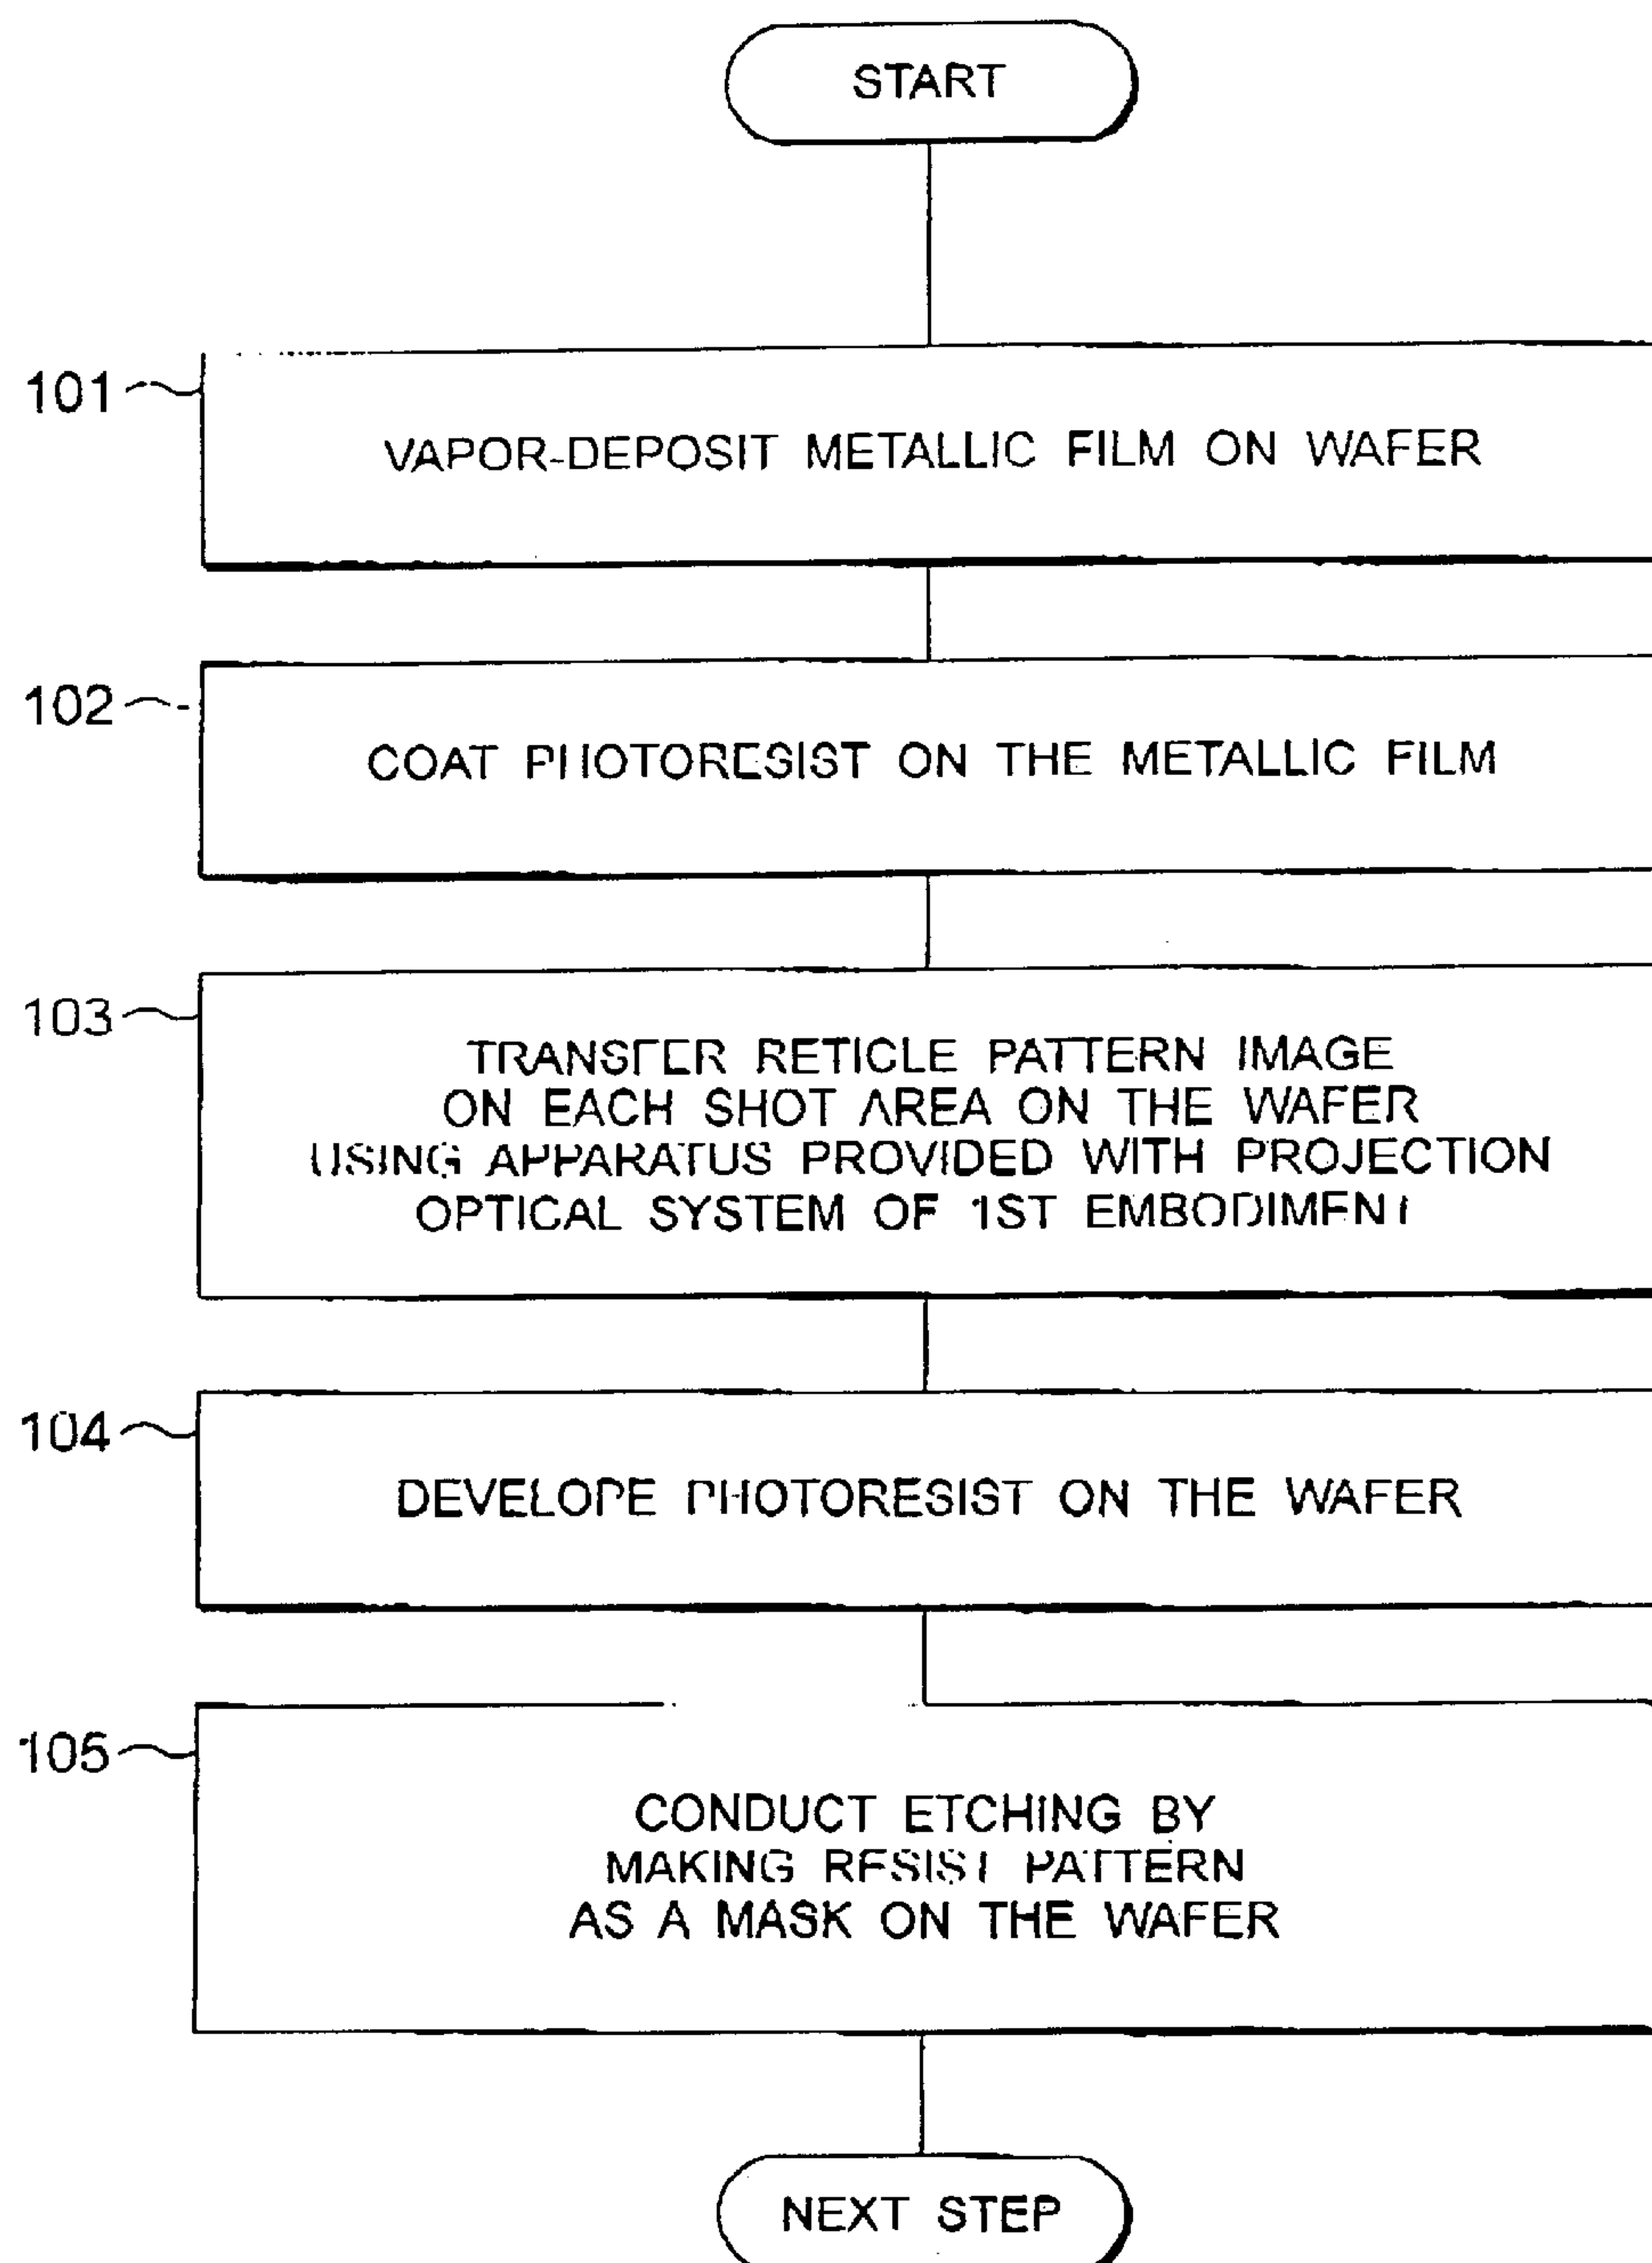 START
101
VAPOR-DEPOSIT METALLIC FILM ON WAFER
102
COAT PHOTORESIST ON THE METALLIC FILM
103
TRANSFER RETICLE PATTERN IMAGE
ON EACH SHOT AREA ON THE WAFER
USING APPARATUS PROVIDED WITH PROJECTION
OPTICAL SYSTEM OF 1ST EMBODIMENT
104
DEVELOPE PHOTORESIST ON THE WAFER
105
CONDUCT ETCHING BY
MAKING RESIST PATTERN
AS A MASK ON THE WAFER
NEXT STEP